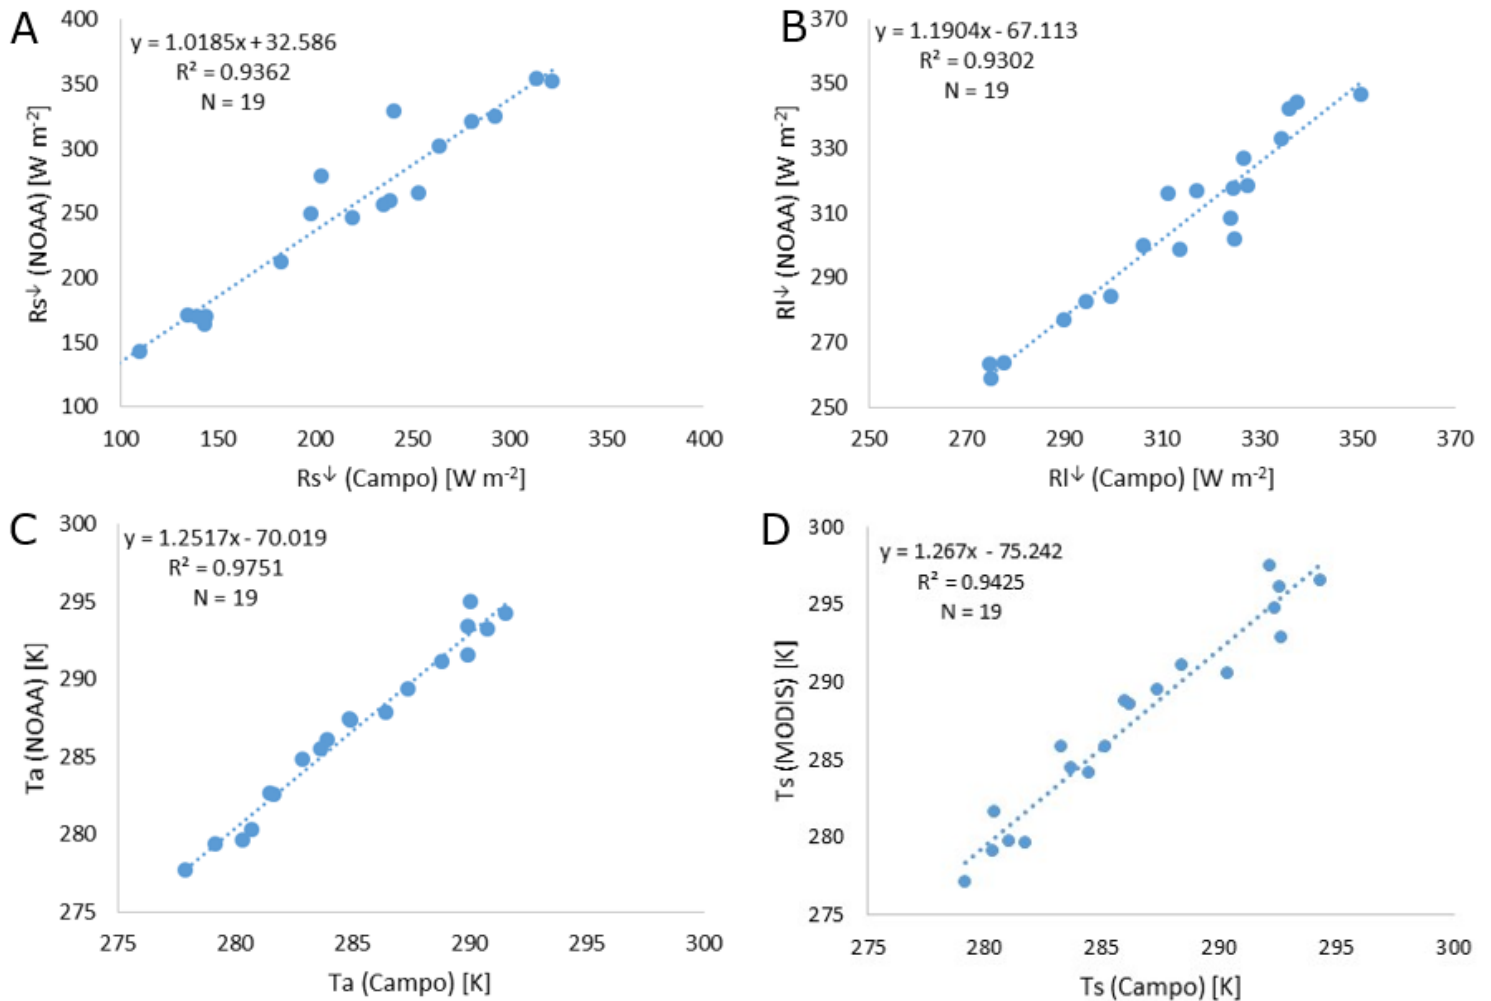 A
y = 1.0185x + 32.586
R² = 0.9362
N = 19
400
350
300
250
200
150
100
100 150 200 250 300 350 400
Rs↓ (NOAA) [W m⁻²]
Rs↓ (Campo) [W m⁻²]
B
y = 1.1904x - 67.113
R² = 0.9302
N = 19
370
350
330
310
290
270
250
250 270 290 310 330 350 370
Rl↓ (NOAA) [W m⁻²]
Rl↓ (Campo) [W m⁻²]
C
y = 1.2517x - 70.019
R² = 0.9751
N = 19
300
295
290
285
280
275
275 280 285 290 295 300
Ta (NOAA) [K]
Ta (Campo) [K]
D
y = 1.267x - 75.242
R² = 0.9425
N = 19
300
295
290
285
280
275
275 280 285 290 295 300
Ts (MODIS) [K]
Ts (Campo) [K]